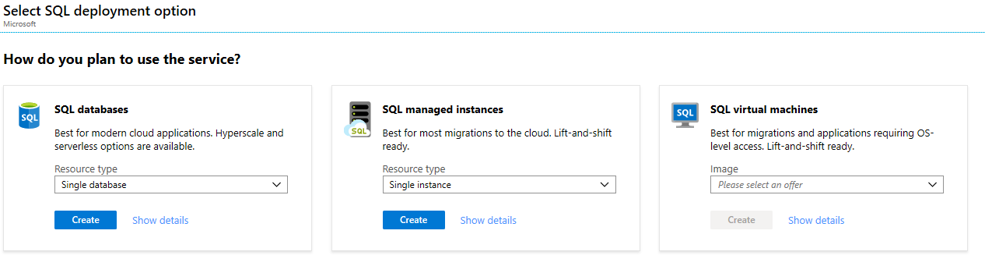 Select SQL deployment option
Microsoft
How do you plan to use the service?
SQL
SQL databases
Best for modern cloud applications. Hyperscale and
serverless options are available.
Resource type
Single database
Create
Show details
SQL
SQL managed instances
Best for most migrations to the cloud. Lift-and-shift
ready.
Resource type
Single instance
Create
Show details
SQL
SQL virtual machines
Best for migrations and applications requiring OS-
level access. Lift-and-shift ready.
Image
Please select an offer
Create
Show details